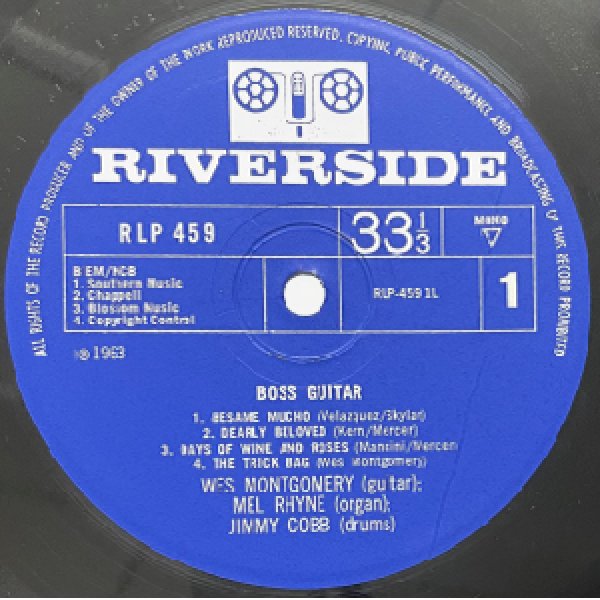 ALL RIGHTS OF THE RECORD PRODUCER AND OF THE OWNER OF THE WORK REPRODUCED RESERVED. COPYING, PUBLIC PERFORMANCE AND BROADCASTING OF THIS RECORD PROHIBITED
RIVERSIDE
RLP 459
33 1/3
MONO
BEM/NCB
1. Southern Music
2. Chappell
3. Blossom Music
4. Copyright Control
RLP-459 1L
1
℗ 1963
BOSS GUITAR
1. BESAME MUCHO (Velazquez/Skylar)
2. DEARLY BELOVED (Kern/Mercer)
3. DAYS OF WINE AND ROSES (Mancini/Mercer)
4. THE TRICK BAG (Wes Montgomery)
WES MONTGOMERY (guitar);
MEL RHYNE (organ);
JIMMY COBB (drums)